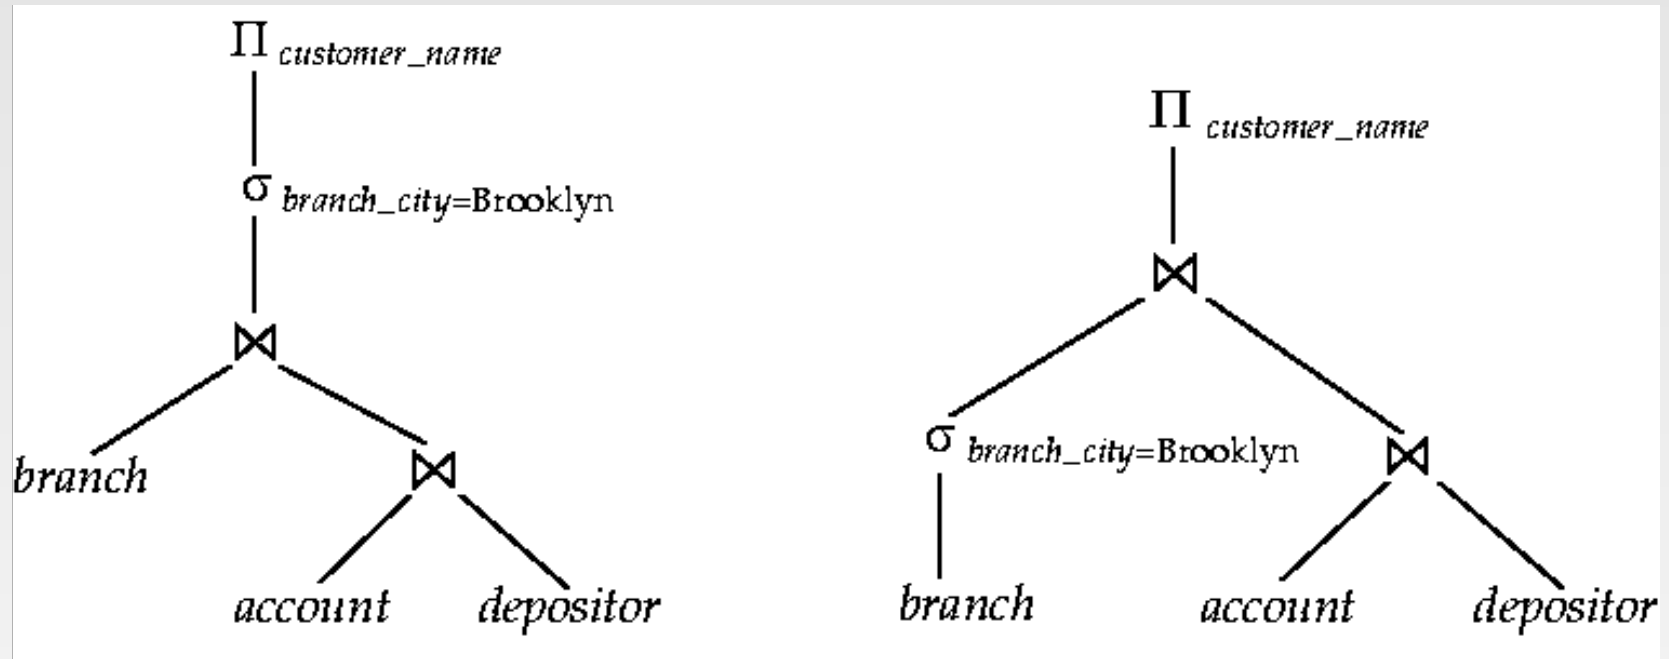 Π customer_name
σ branch_city=Brooklyn
⋈
branch
⋈
account depositor
Π customer_name
⋈
σ branch_city=Brooklyn
⋈
branch account depositor